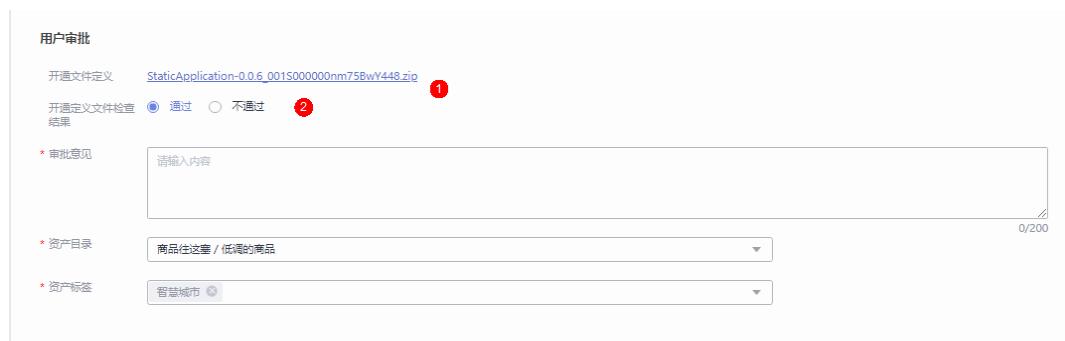 用户审批
开通文件定义 StaticApplication-0.0.6_001S000000nm75BwY448.zip
1
开通定义文件检查结果 通过 不通过 2
* 审批意见 请输入内容
0/200
* 资产目录 商品往这塞 / 低调的商品
* 资产标签 智慧城市